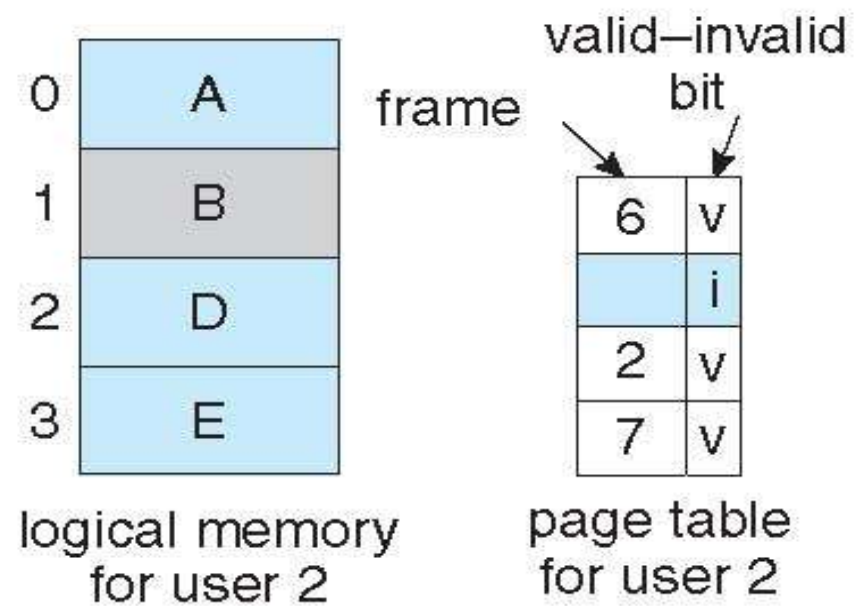 0
A
1
B
2
D
3
E
logical memory
for user 2
frame
valid–invalid
bit
6 v
i
2 v
7 v
page table
for user 2